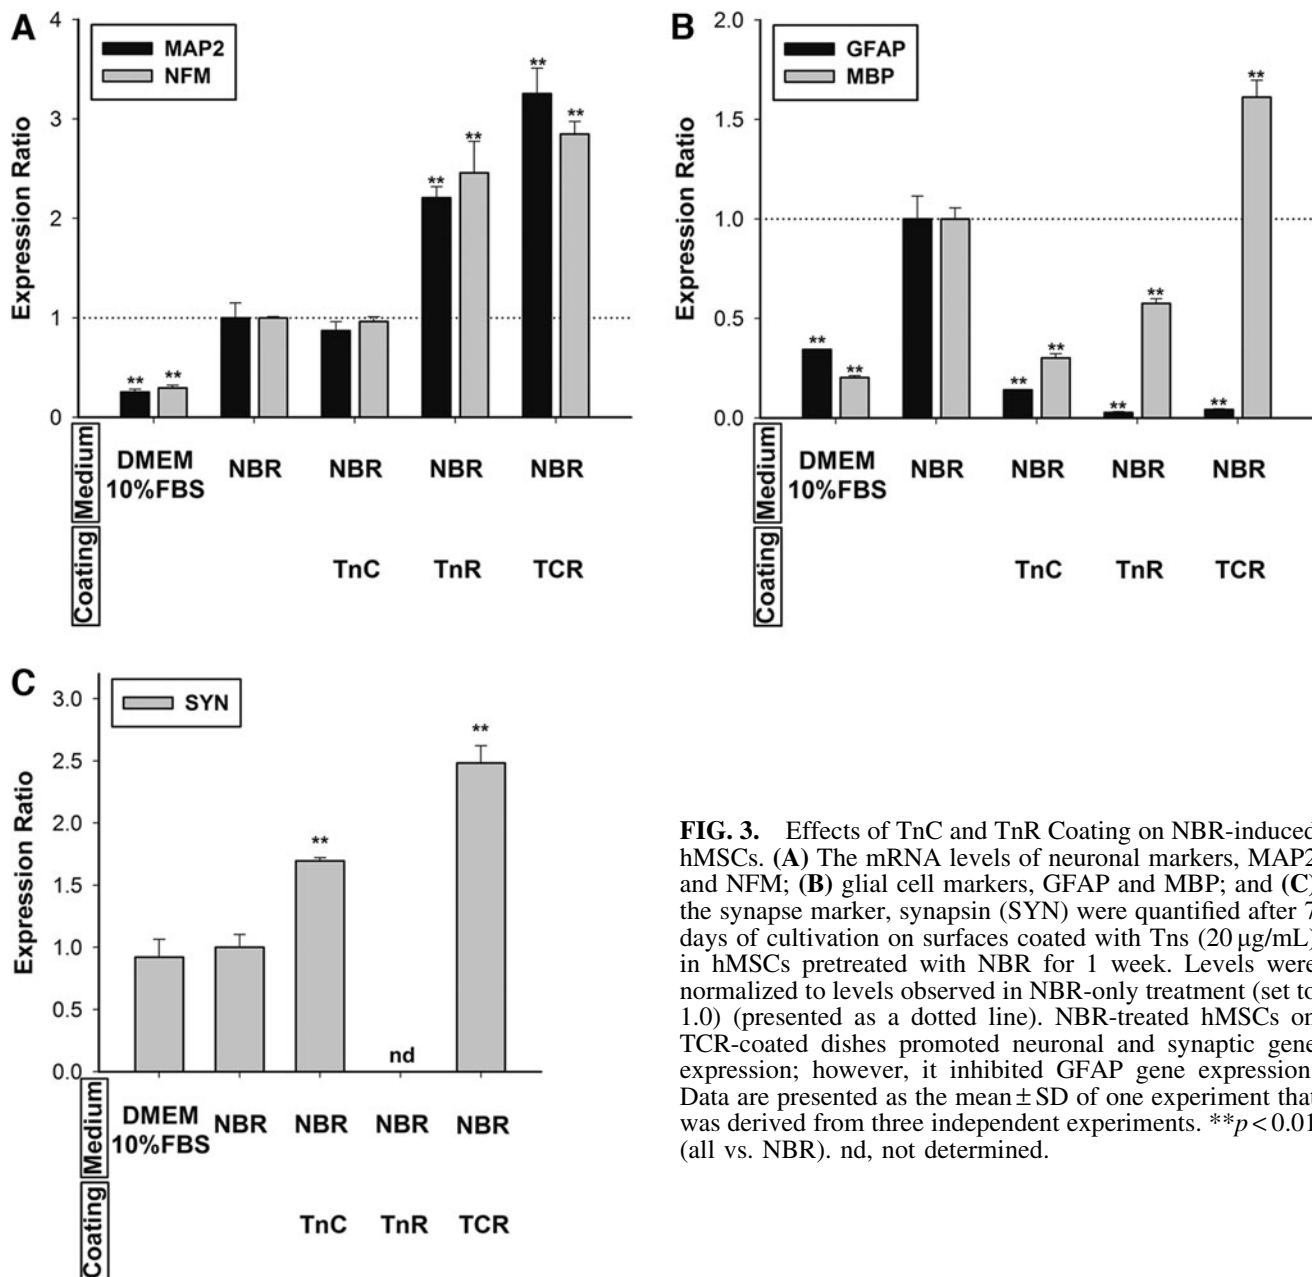 A
4
3
2
1
0
Expression Ratio
MAP2
NFM
**
**
**
**
**
**
Medium
DMEM
10%FBS
NBR
NBR
NBR
NBR
Coating
TnC
TnR
TCR
B
2.0
1.5
1.0
0.5
0.0
Expression Ratio
GFAP
MBP
**
**
**
**
**
**
**
**
Medium
DMEM
10%FBS
NBR
NBR
NBR
NBR
Coating
TnC
TnR
TCR
C
3.0
2.5
2.0
1.5
1.0
0.5
0.0
Expression Ratio
SYN
**
nd
**
Medium
DMEM
10%FBS
NBR
NBR
NBR
NBR
Coating
TnC
TnR
TCR
FIG. 3. Effects of TnC and TnR Coating on NBR-induced
hMSCs. (A) The mRNA levels of neuronal markers, MAP2
and NFM; (B) glial cell markers, GFAP and MBP; and (C)
the synapse marker, synapsin (SYN) were quantified after 7
days of cultivation on surfaces coated with Tns (20 μg/mL)
in hMSCs pretreated with NBR for 1 week. Levels were
normalized to levels observed in NBR-only treatment (set to
1.0) (presented as a dotted line). NBR-treated hMSCs on
TCR-coated dishes promoted neuronal and synaptic gene
expression; however, it inhibited GFAP gene expression.
Data are presented as the mean ± SD of one experiment that
was derived from three independent experiments. **p < 0.01
(all vs. NBR). nd, not determined.